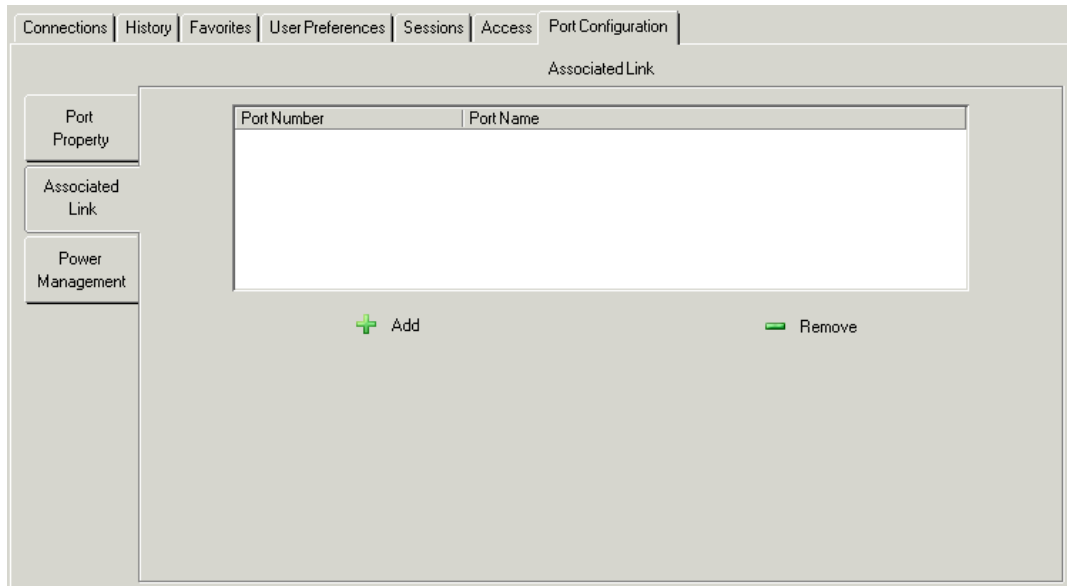 Connections History Favorites User Preferences Sessions Access Port Configuration
Associated Link
Port
Property
Associated
Link
Power
Management
Port Number Port Name
Add Remove